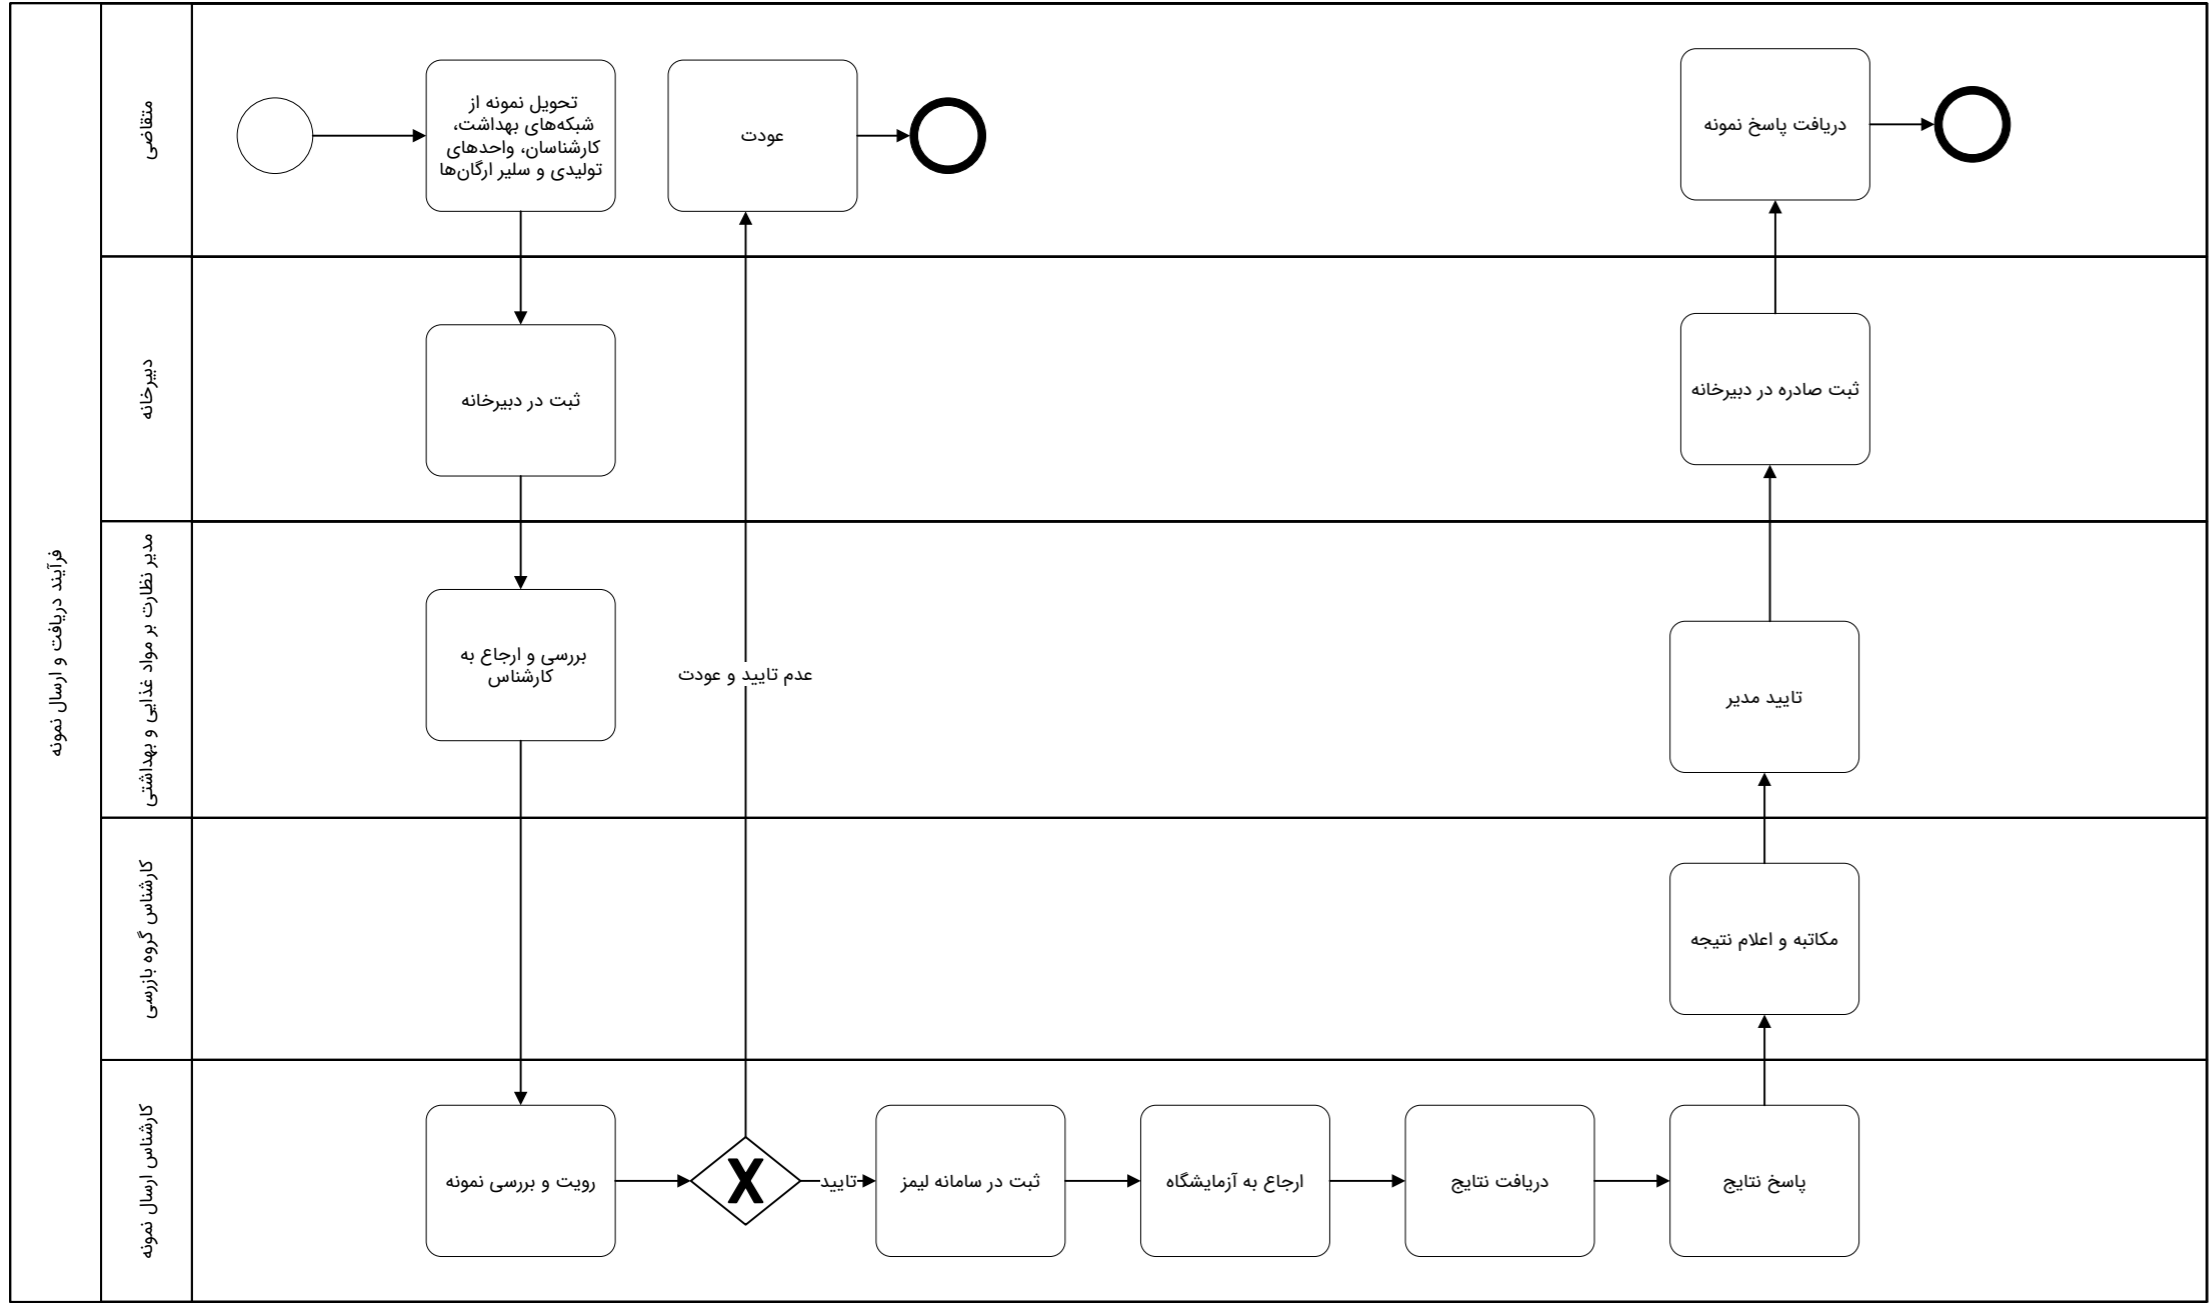 فرآیند دریافت و ارسال نمونه
متقاضی
تحویل نمونه از
شبکه‌های بهداشت،
کارشناسان، واحدهای
تولیدی و سلیر ارگان‌ها
عودت
دریافت پاسخ نمونه
دبیرخانه
ثبت در دبیرخانه
ثبت صادره در دبیرخانه
مدیر نظارت بر مواد غذایی و بهداشتی
بررسی و ارجاع به
کارشناس
عدم تایید و عودت
تایید مدیر
کارشناس گروه بازرسی
مکاتبه و اعلام نتیجه
کارشناس ارسال نمونه
رویت و بررسی نمونه
X
تایید
ثبت در سامانه لیمز
ارجاع به آزمایشگاه
دریافت نتایج
پاسخ نتایج